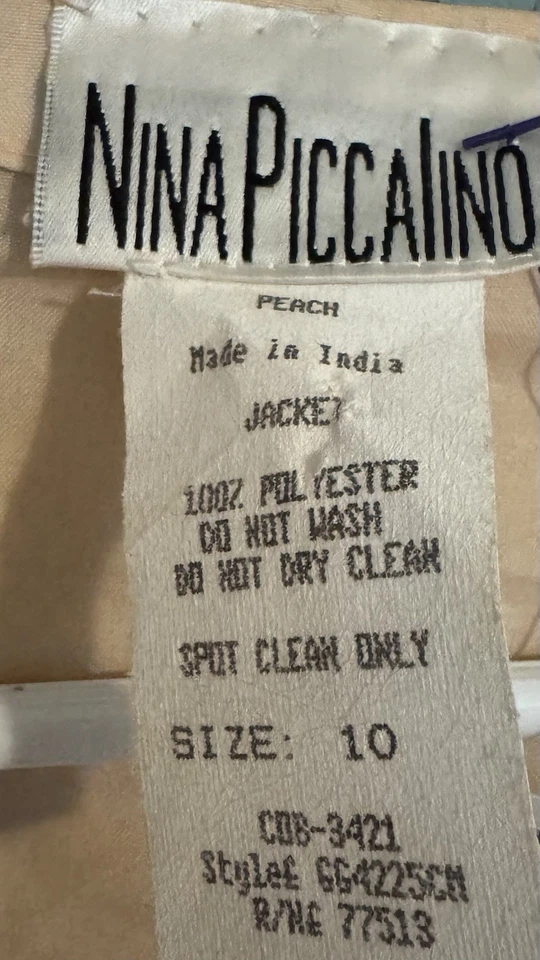 NINA PICCALINO
PEACH
Made in India
JACKET
100% POLYESTER
DO NOT WASH
DO NOT DRY CLEAN
SPOT CLEAN ONLY
SIZE: 10
COB-3421
Style£ GG4225CM
R/N£ 77513